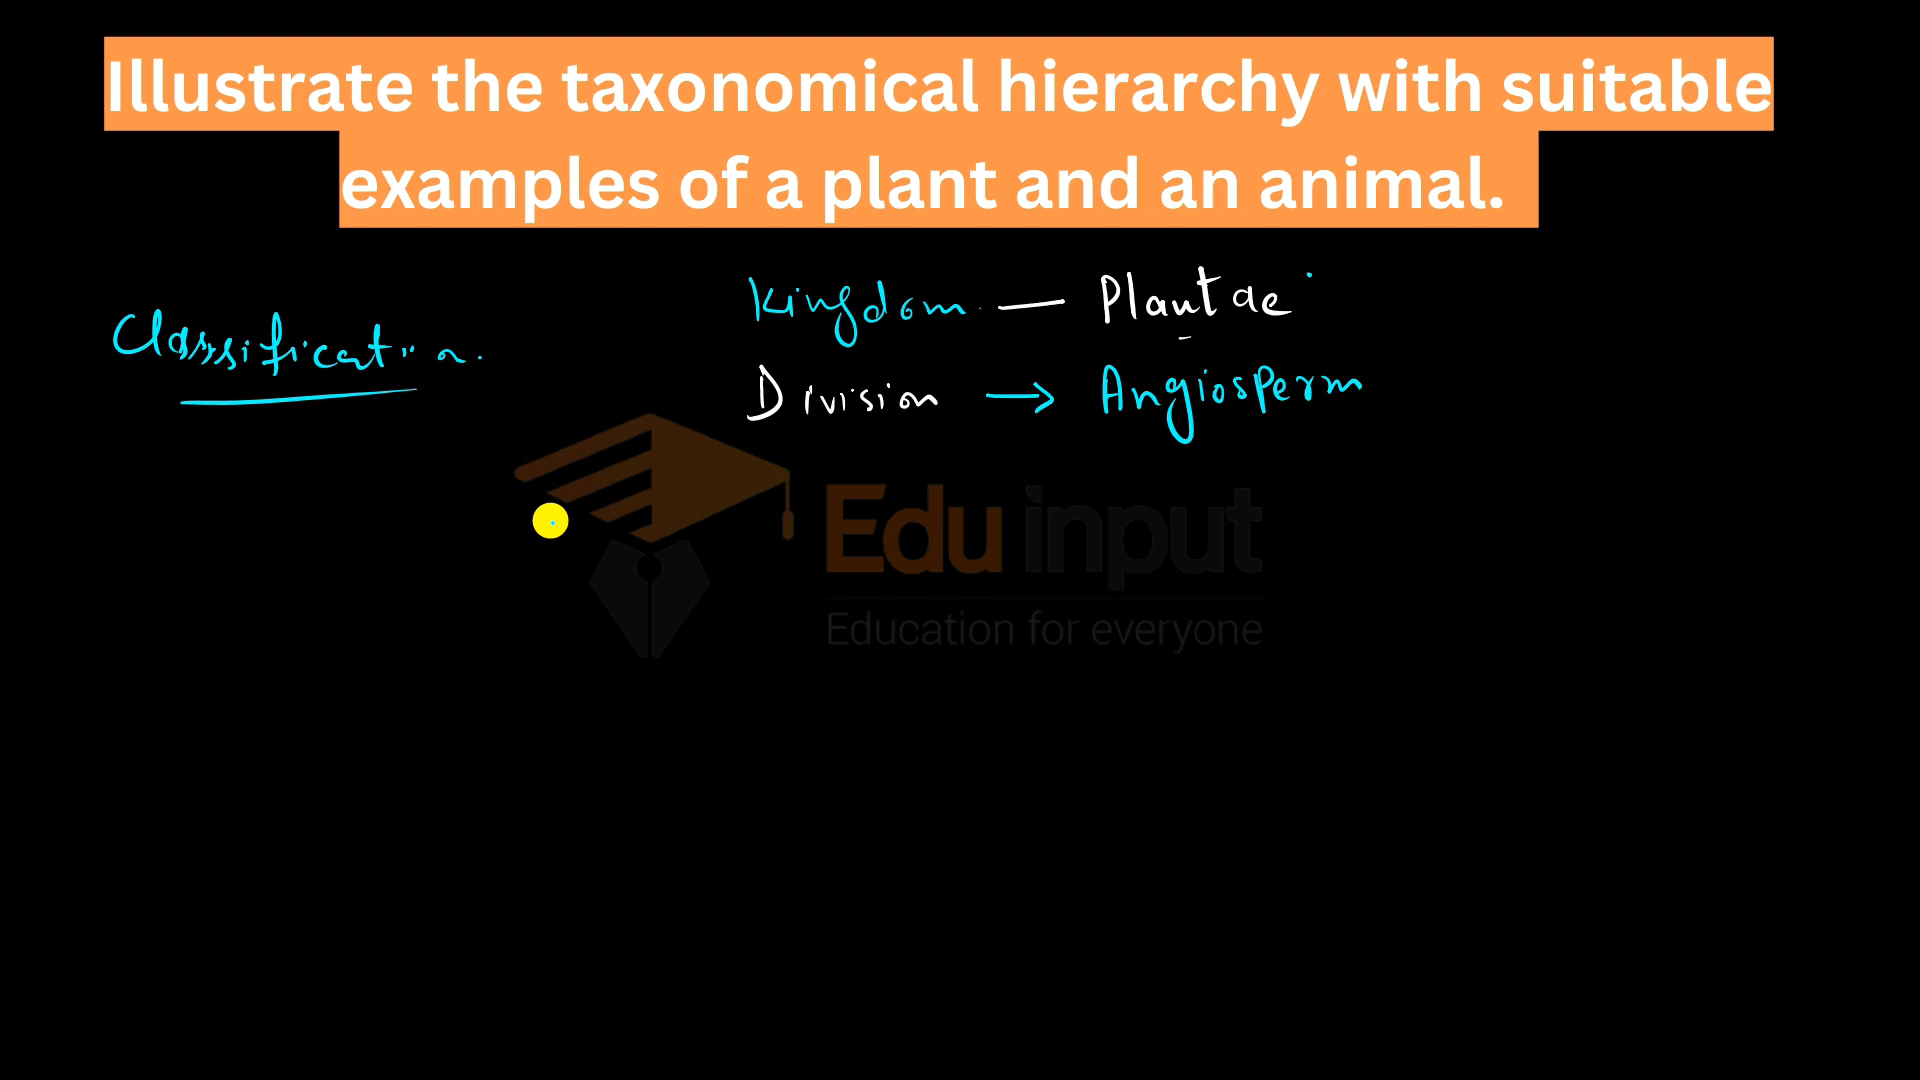 Illustrate the taxonomical hierarchy with suitable
examples of a plant and an animal.
Classification.
Kingdom — Plantae
Division → Angiosperm
Edu input
Education for everyone